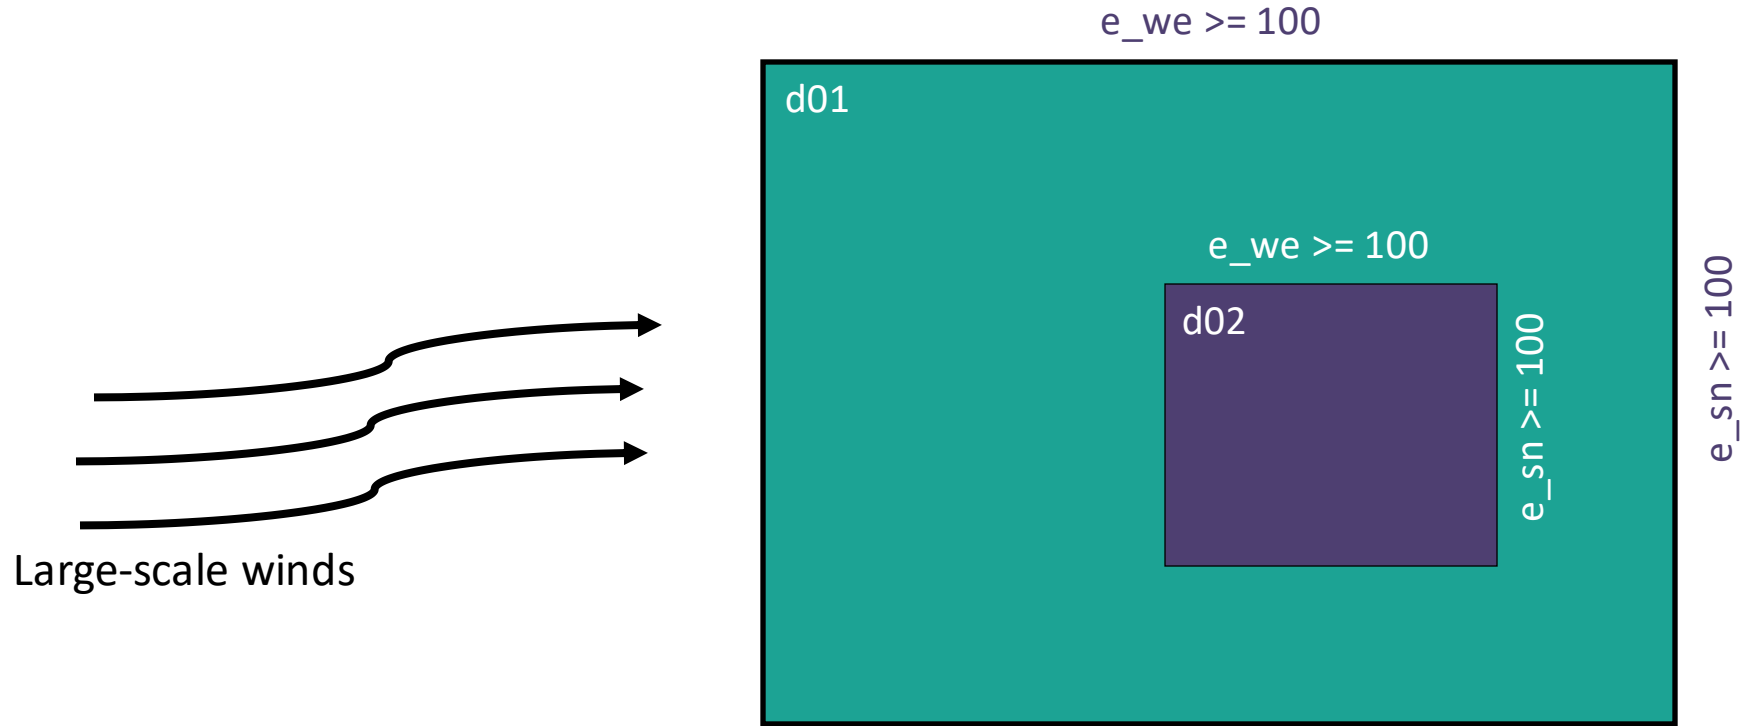 e_we >= 100
d01
e_we >= 100
d02
e_sn >= 100
e_sn >= 100
Large-scale winds